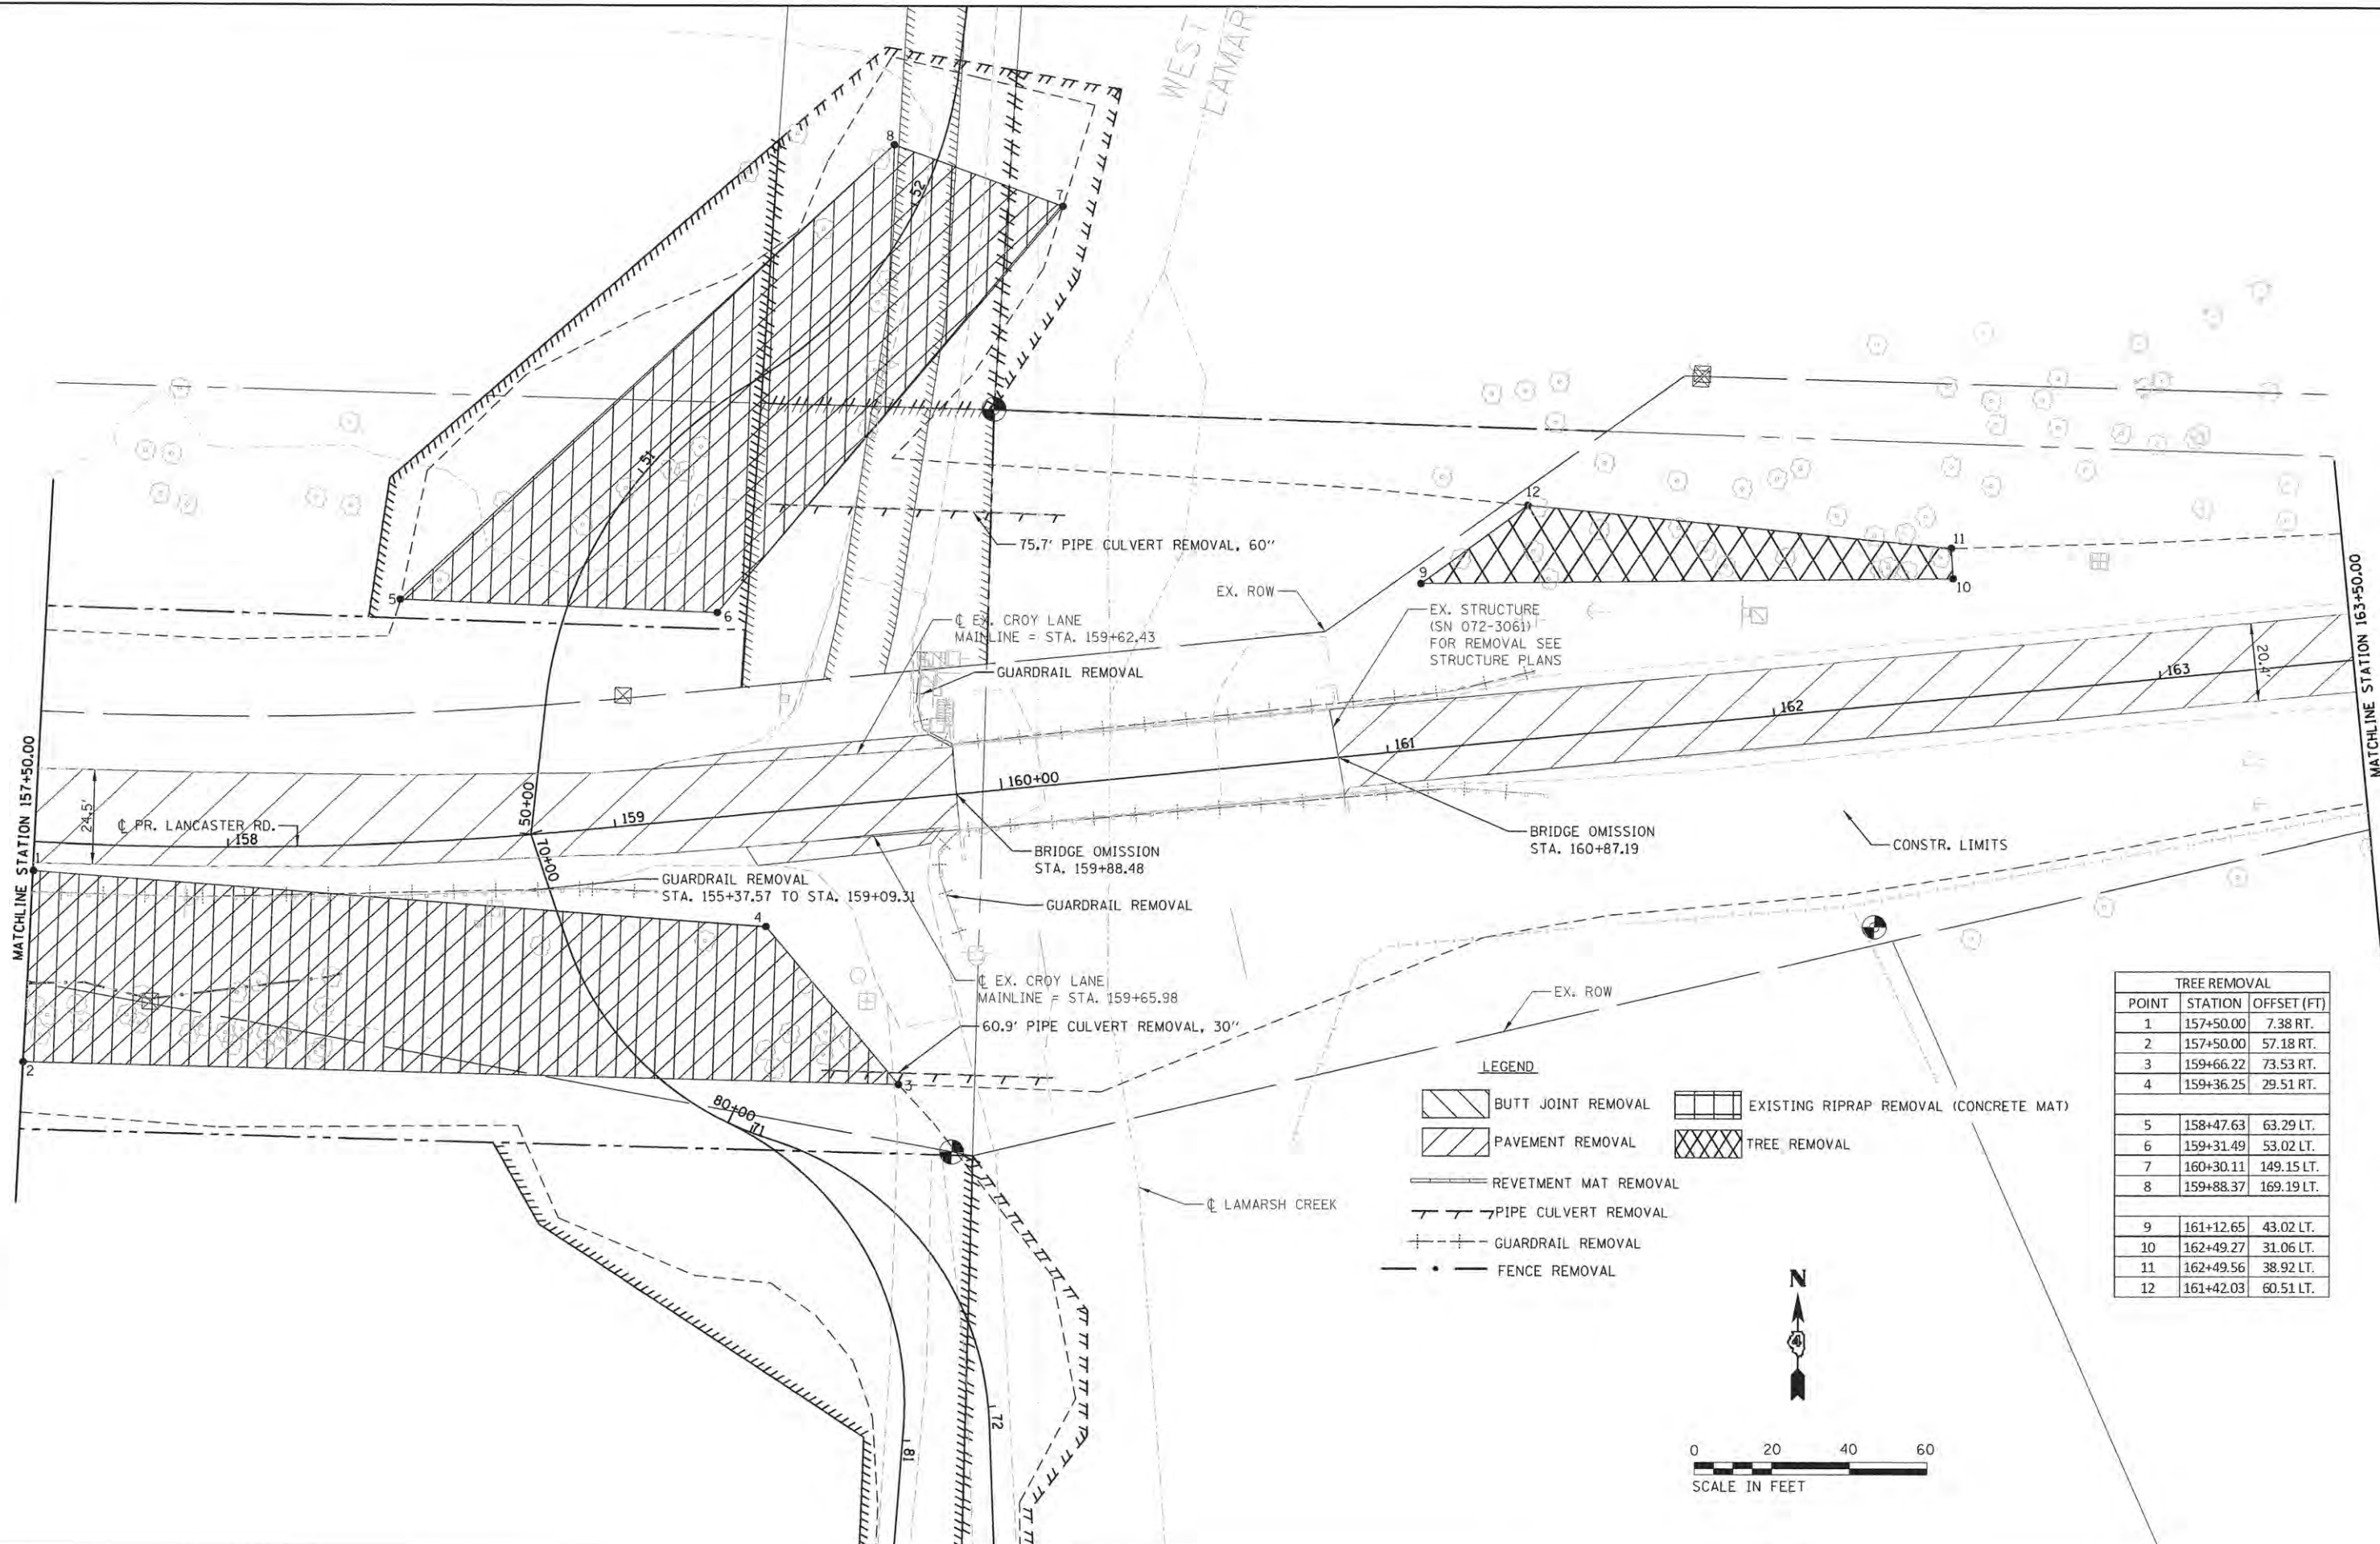 WEST
LAMAR
8
7
52
51
5
6
75.7' PIPE CULVERT REMOVAL, 60"
12
11
9
10
EX. ROW
EX. STRUCTURE
(SN 072-3061)
FOR REMOVAL SEE
STRUCTURE PLANS
℄ EX. CROY LANE
MAINLINE = STA. 159+62.43
GUARDRAIL REMOVAL
MATCHLINE STATION 157+50.00
MATCHLINE STATION 163+50.00
24.5'
20.4'
℄ PR. LANCASTER RD.
158
50+00
70+00
159
160+00
161
162
163
BRIDGE OMISSION
STA. 159+88.48
BRIDGE OMISSION
STA. 160+87.19
CONSTR. LIMITS
1
GUARDRAIL REMOVAL
STA. 155+37.57 TO STA. 159+09.31
GUARDRAIL REMOVAL
4
℄ EX. CROY LANE
MAINLINE = STA. 159+65.98
60.9' PIPE CULVERT REMOVAL, 30"
EX. ROW
2
3
80+00
71
℄ LAMARSH CREEK
81
72
LEGEND
BUTT JOINT REMOVAL
EXISTING RIPRAP REMOVAL (CONCRETE MAT)
PAVEMENT REMOVAL
TREE REMOVAL
REVETMENT MAT REMOVAL
PIPE CULVERT REMOVAL
GUARDRAIL REMOVAL
FENCE REMOVAL
TREE REMOVAL
POINT STATION OFFSET (FT)
1 157+50.00 7.38 RT.
2 157+50.00 57.18 RT.
3 159+66.22 73.53 RT.
4 159+36.25 29.51 RT.
5 158+47.63 63.29 LT.
6 159+31.49 53.02 LT.
7 160+30.11 149.15 LT.
8 159+88.37 169.19 LT.
9 161+12.65 43.02 LT.
10 162+49.27 31.06 LT.
11 162+49.56 38.92 LT.
12 161+42.03 60.51 LT.
N
4
0 20 40 60
SCALE IN FEET